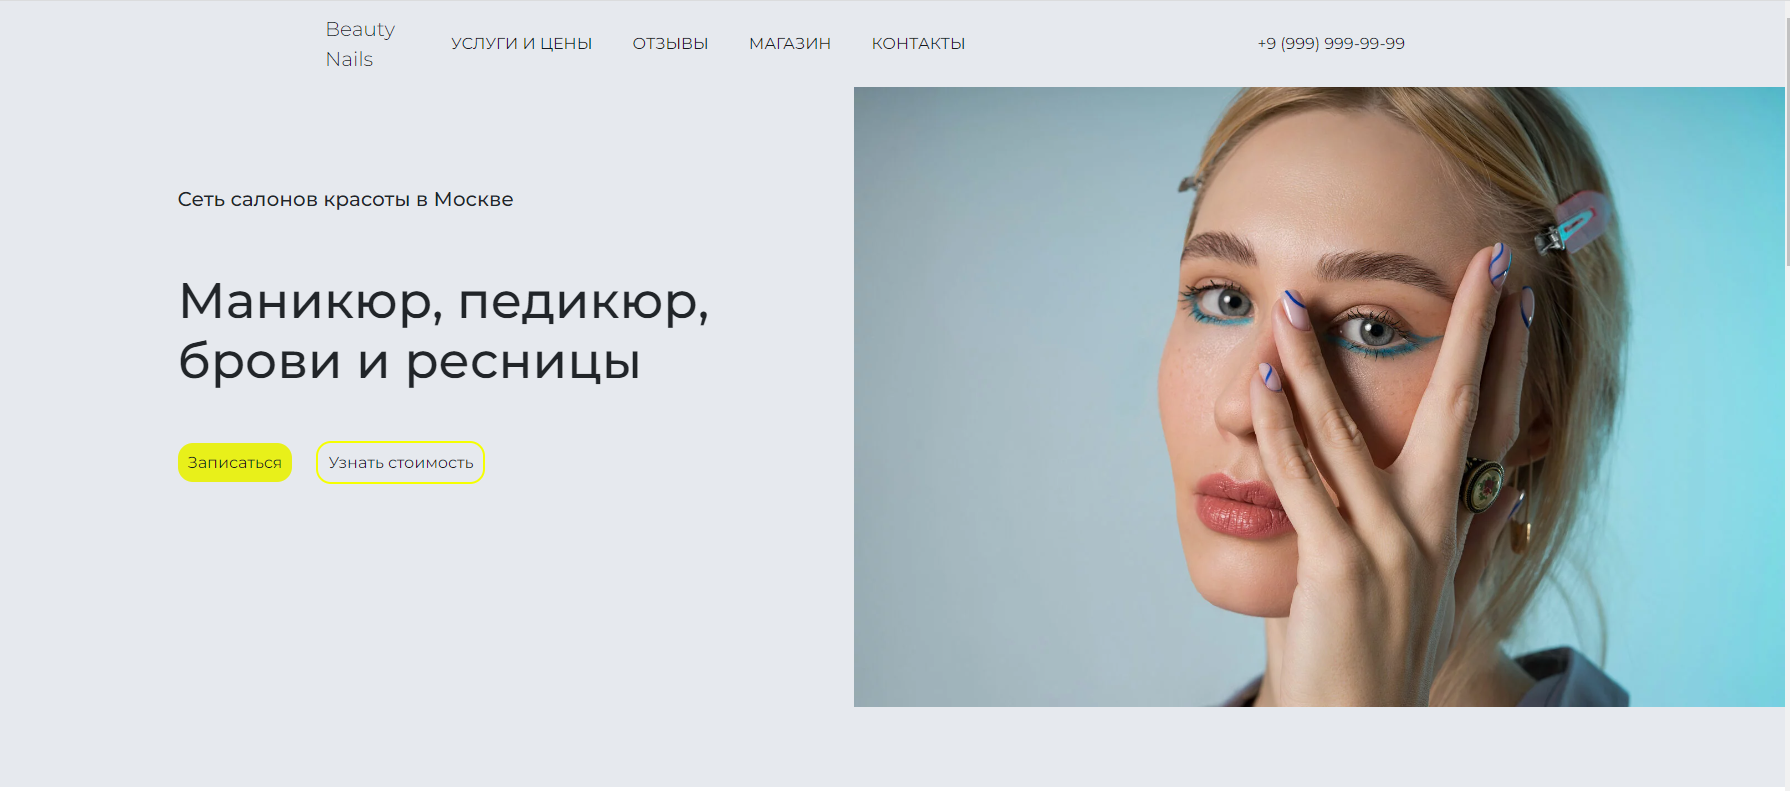 Beauty
Nails
УСЛУГИ И ЦЕНЫ
ОТЗЫВЫ
МАГАЗИН
КОНТАКТЫ
+9 (999) 999-99-99
Сеть салонов красоты в Москве
Маникюр, педикюр,
брови и ресницы
Записаться
Узнать стоимость